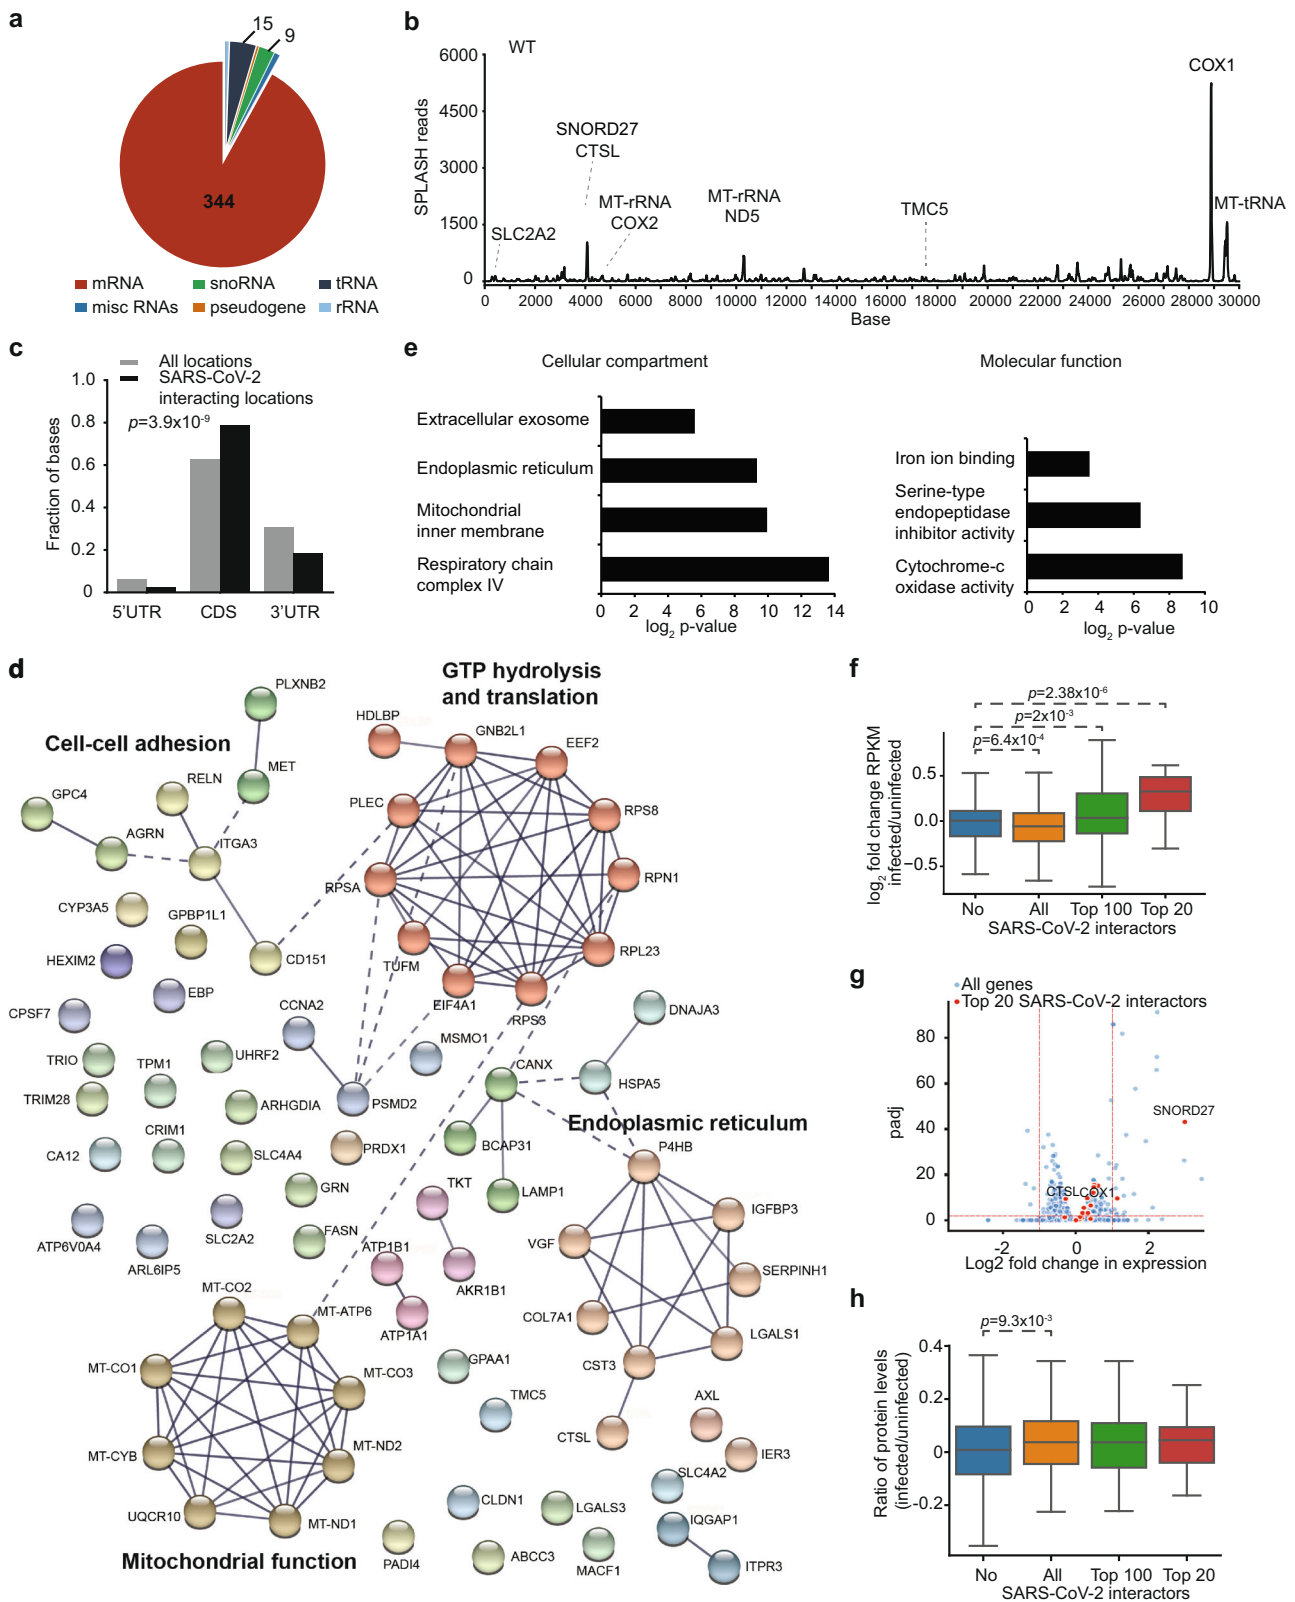 a
15
9
344
mRNA
snoRNA
tRNA
misc RNAs
pseudogene
rRNA
b
WT
SPLASH reads
6000
4500
3000
1500
0
SLC2A2
SNORD27
CTSL
MT-rRNA
COX2
MT-rRNA
ND5
TMC5
COX1
MT-tRNA
0
2000
4000
6000
8000
10000
12000
14000
16000
18000
20000
22000
24000
26000
28000
30000
Base
c
All locations
SARS-CoV-2
interacting locations
p=3.9x10-9
Fraction of bases
1.0
0.8
0.6
0.4
0.2
0
5'UTR
CDS
3'UTR
e
Cellular compartment
Extracellular exosome
Endoplasmic reticulum
Mitochondrial
inner membrane
Respiratory chain
complex IV
0 2 4 6 8 10 12 14
log2 p-value
Molecular function
Iron ion binding
Serine-type
endopeptidase
inhibitor activity
Cytochrome-c
oxidase activity
0 2 4 6 8 10
log2 p-value
d
GTP hydrolysis
and translation
Cell-cell adhesion
PLXNB2
MET
RELN
GPC4
AGRN
ITGA3
CYP3A5
GPBP1L1
CD151
HEXIM2
EBP
CPSF7
CCNA2
TRIO
TPM1
UHRF2
TRIM28
ARHGDIA
PSMD2
MSMO1
CRIM1
CA12
SLC4A4
PRDX1
GRN
ATP6V0A4
ARL6IP5
SLC2A2
FASN
HDLBP
GNB2L1
EEF2
PLEC
RPS8
RPSA
RPN1
TUFM
RPL23
EIF4A1
RPS3
DNAJA3
CANX
HSPA5
BCAP31
LAMP1
TKT
AKR1B1
ATP1B1
ATP1A1
Endoplasmic reticulum
P4HB
IGFBP3
VGF
SERPINH1
COL7A1
LGALS1
CST3
CTSL
MT-CO2
MT-ATP6
MT-CO1
MT-CO3
MT-CYB
MT-ND2
UQCR10
MT-ND1
Mitochondrial function
GPAA1
TMC5
AXL
IER3
SLC4A2
CLDN1
LGALS3
IQGAP1
PADI4
ABCC3
MACF1
ITPR3
f
p=2.38x10-6
p=2x10-3
p=6.4x10-4
log2 fold change RPKM
infected/uninfected
0.5
0.0
−0.5
No
All
Top 100
Top 20
SARS-CoV-2 interactors
g
All genes
Top 20 SARS-CoV-2 interactors
padj
80
60
40
20
0
SNORD27
CTSL
COX1
-2
0
2
Log2 fold change in expression
h
p=9.3x10-3
Ratio of protein levels
(infected/uninfected)
0.4
0.2
0
−0.2
No
All
Top 100
Top 20
SARS-CoV-2 interactors